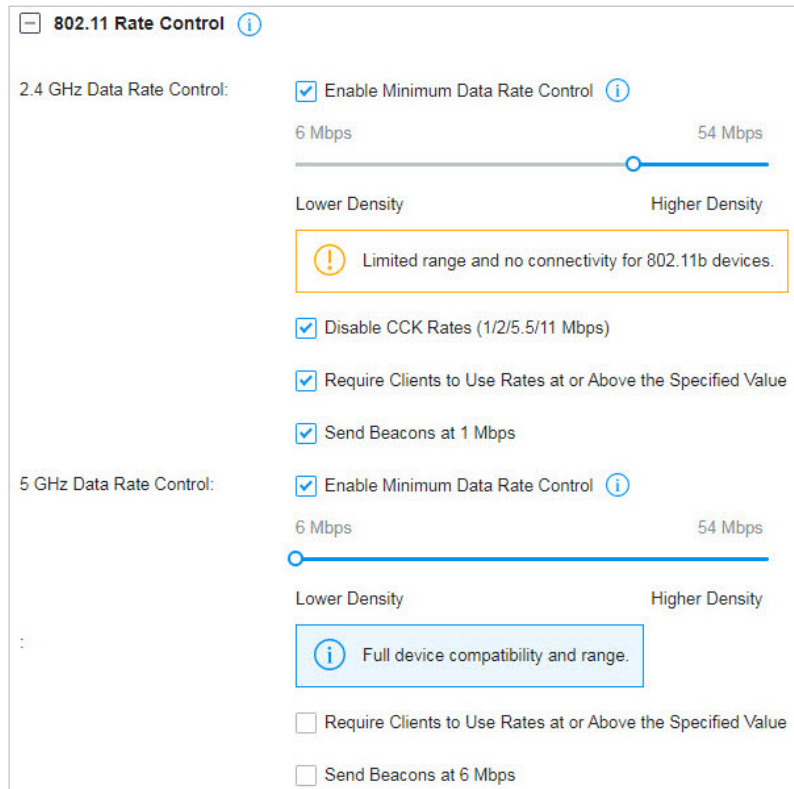 802.11 Rate Control
2.4 GHz Data Rate Control:
Enable Minimum Data Rate Control
6 Mbps 54 Mbps
Lower Density Higher Density
Limited range and no connectivity for 802.11b devices.
Disable CCK Rates (1/2/5.5/11 Mbps)
Require Clients to Use Rates at or Above the Specified Value
Send Beacons at 1 Mbps
5 GHz Data Rate Control:
Enable Minimum Data Rate Control
6 Mbps 54 Mbps
Lower Density Higher Density
:
Full device compatibility and range.
Require Clients to Use Rates at or Above the Specified Value
Send Beacons at 6 Mbps